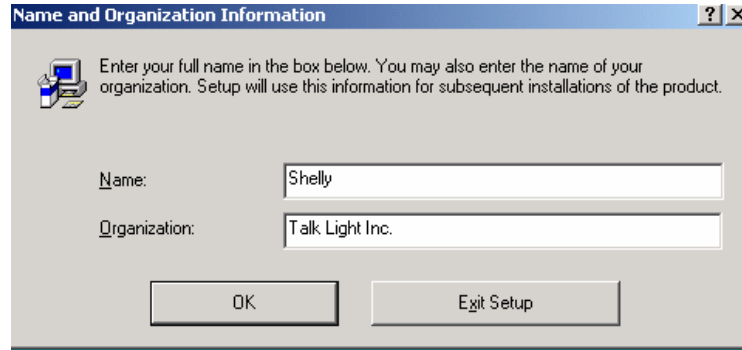 Name and Organization Information
Enter your full name in the box below. You may also enter the name of your
organization. Setup will use this information for subsequent installations of the product.
Name: Shelly
Organization: Talk Light Inc.
OK Exit Setup